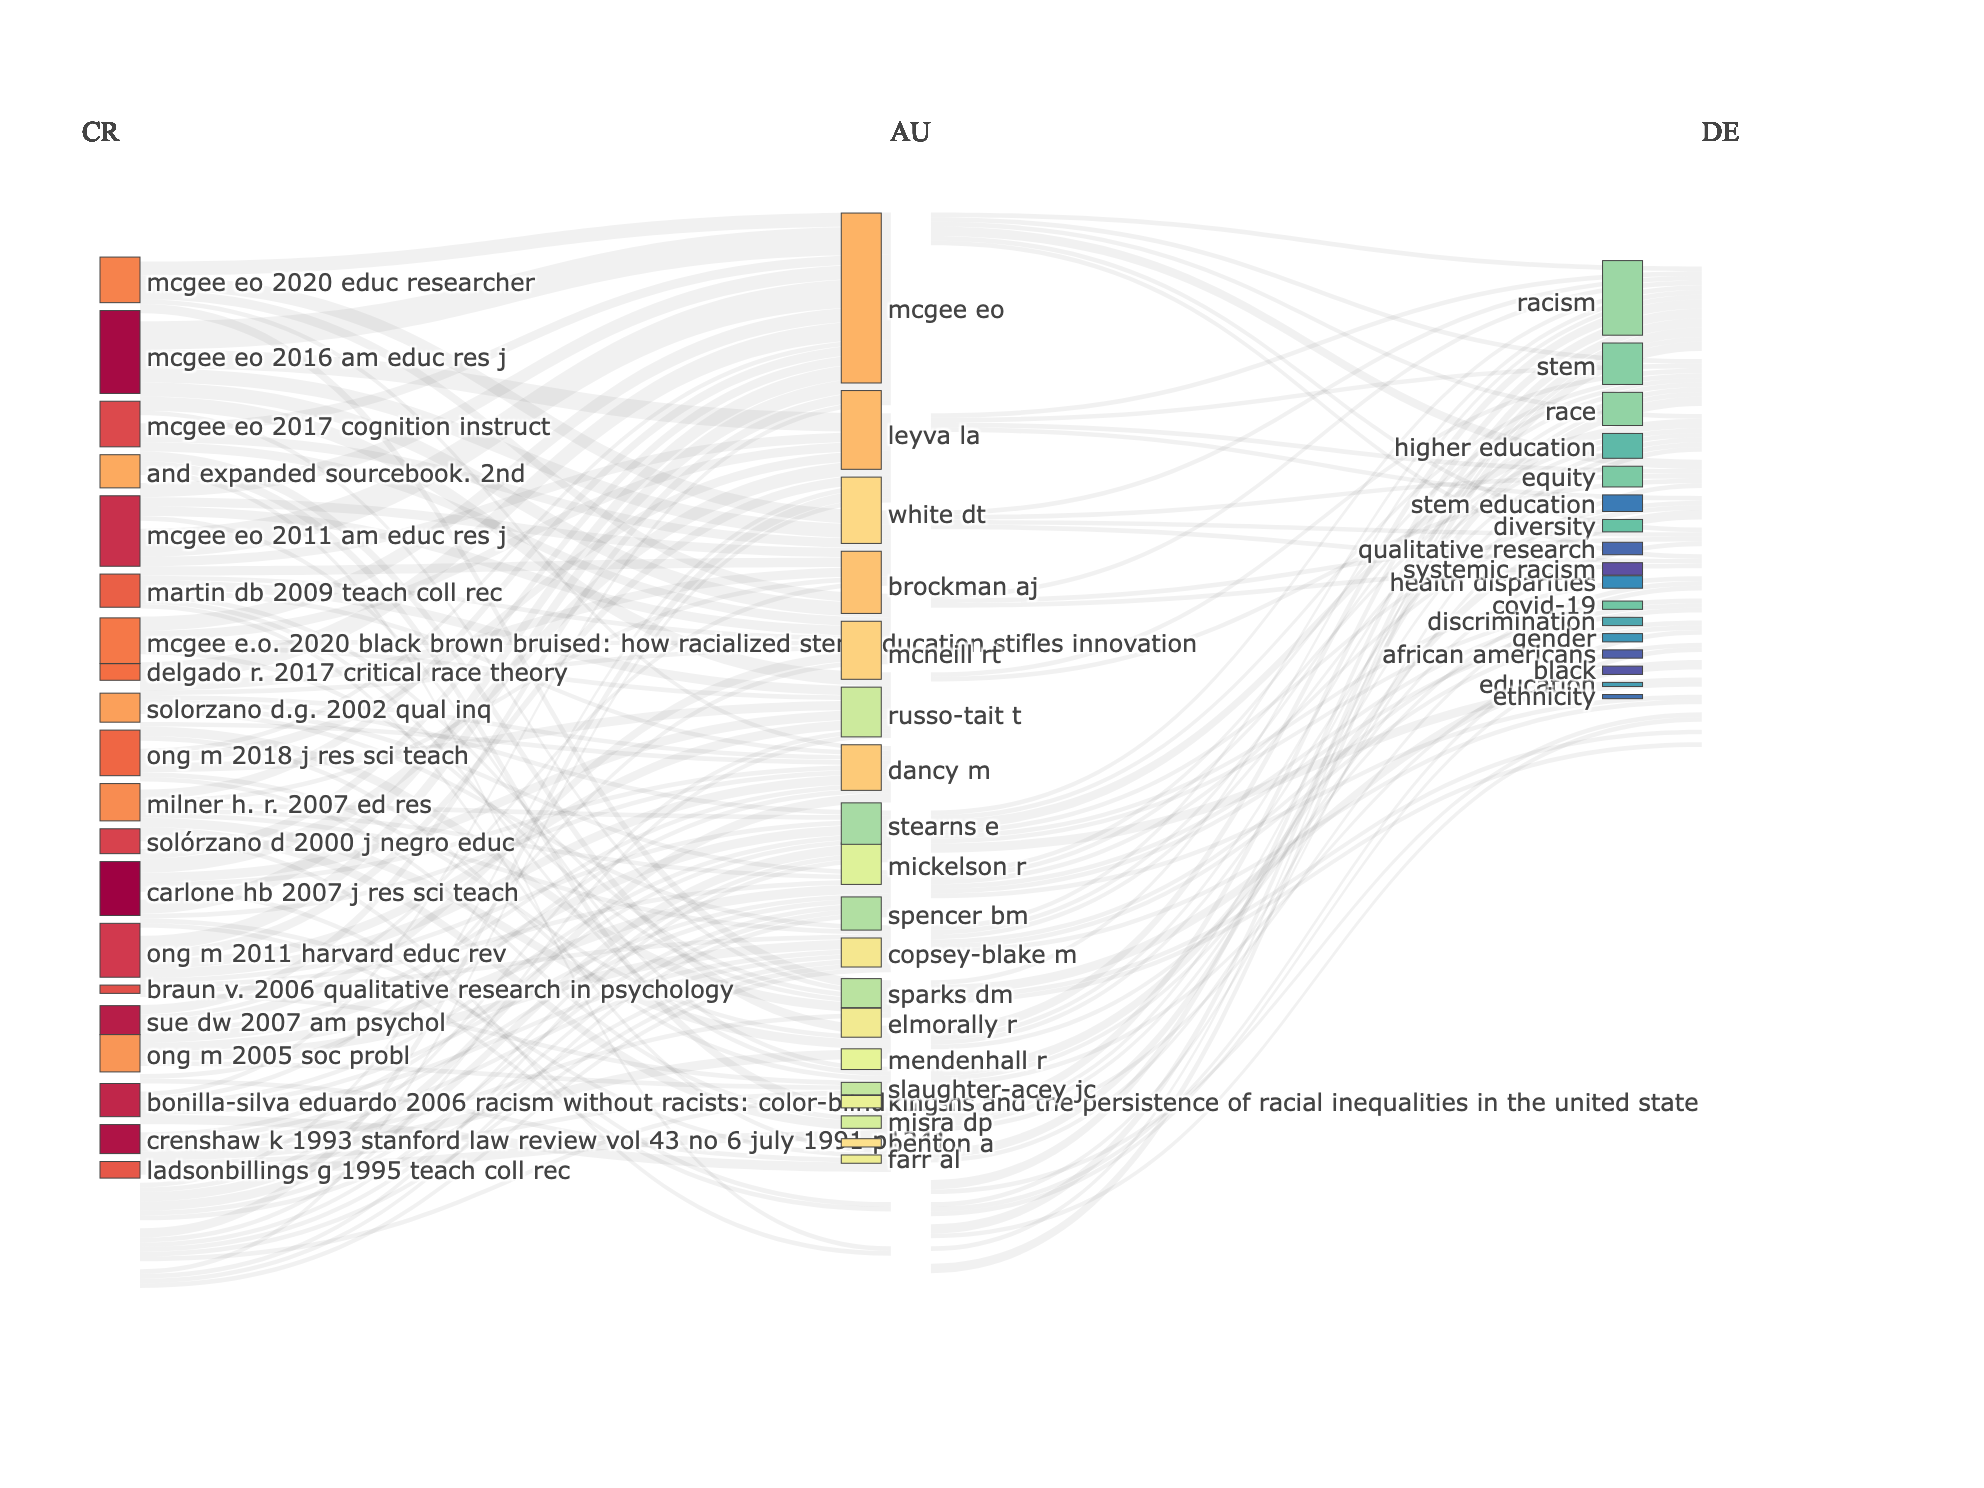 CR
AU
DE
mcgee eo 2020 educ researcher
mcgee eo 2016 am educ res j
mcgee eo 2017 cognition instruct
and expanded sourcebook. 2nd
mcgee eo 2011 am educ res j
martin db 2009 teach coll rec
mcgee e.o. 2020 black brown bruised: how racialized stem education stifles innovation
delgado r. 2017 critical race theory
solorzano d.g. 2002 qual inq
ong m 2018 j res sci teach
milner h. r. 2007 ed res
solórzano d 2000 j negro educ
carlone hb 2007 j res sci teach
ong m 2011 harvard educ rev
braun v. 2006 qualitative research in psychology
sue dw 2007 am psychol
ong m 2005 soc probl
bonilla-silva eduardo 2006 racism without racists: and the persistence of racial inequalities in the united state
crenshaw k 1993 stanford law review vol 43 no 6 july 1991
ladsonbillings g 1995 teach coll rec
mcgee eo
leyva la
white dt
brockman aj
mcneill rt
russo-tait t
dancy m
stearns e
mickelson r
spencer bm
copsey-blake m
sparks dm
elmorally r
mendenhall r
slaughter-acey jc
misra dp
benton a
farr al
racism
stem
race
higher education
equity
stem education
diversity
qualitative research
systemic racism
health disparities
covid-19
discrimination
gender
african americans
black
education
ethnicity